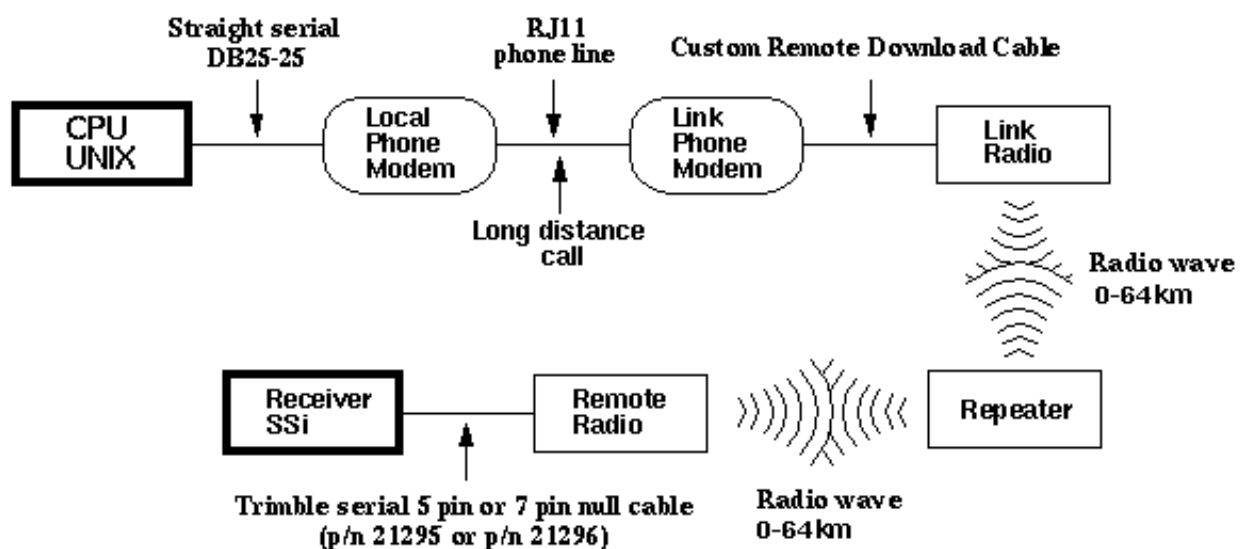 Straight serial
DB25-25
RJ11
phone line
Custom Remote Download Cable
CPU
UNIX
Local
Phone
Modem
Link
Phone
Modem
Link
Radio
Long distance
call
Radio wave
0-64km
Receiver
SSi
Remote
Radio
Repeater
Trimble serial 5 pin or 7 pin null cable
(p/n 21295 or p/n 21296)
Radio wave
0-64km